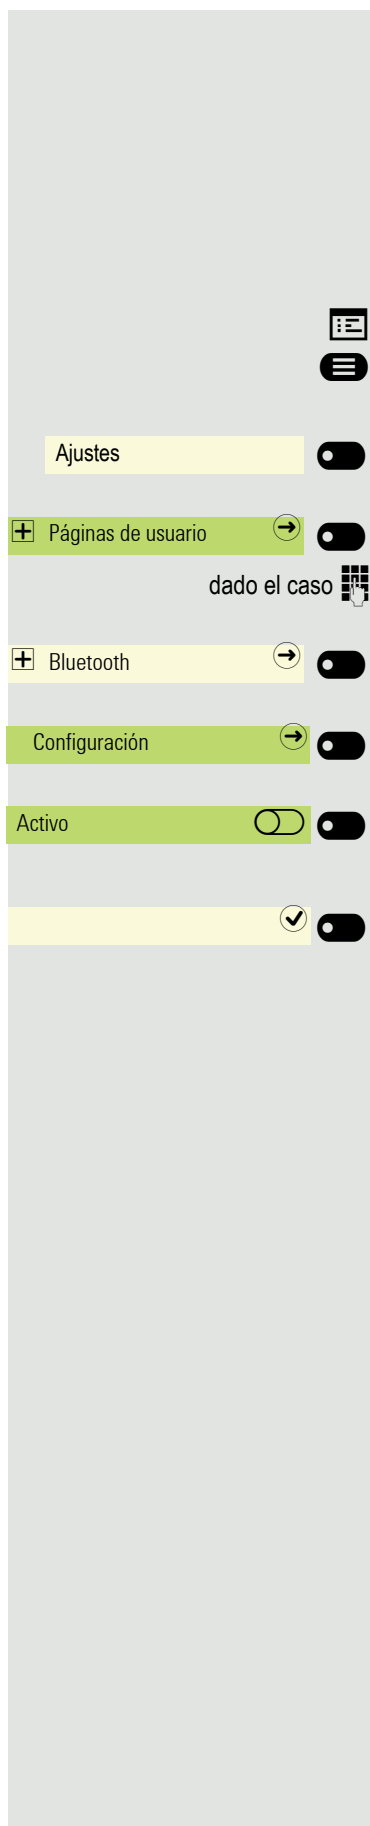 Ajustes
Páginas de usuario
dado el caso
Bluetooth
Configuración
Activo